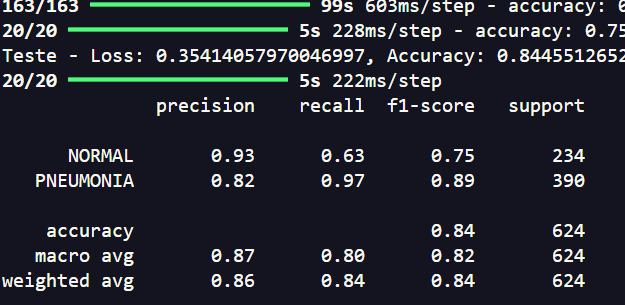 163/163 ━━━━━━━━━━━━━━━━━━━━ 99s 603ms/step - accuracy: 0
20/20 ━━━━━━━━━━━━━━━━━━━━ 5s 228ms/step - accuracy: 0.75
Teste - Loss: 0.35414057970046997, Accuracy: 0.8445512652
20/20 ━━━━━━━━━━━━━━━━━━━━ 5s 222ms/step
precision recall f1-score support
NORMAL 0.93 0.63 0.75 234
PNEUMONIA 0.82 0.97 0.89 390
accuracy 0.84 624
macro avg 0.87 0.80 0.82 624
weighted avg 0.86 0.84 0.84 624